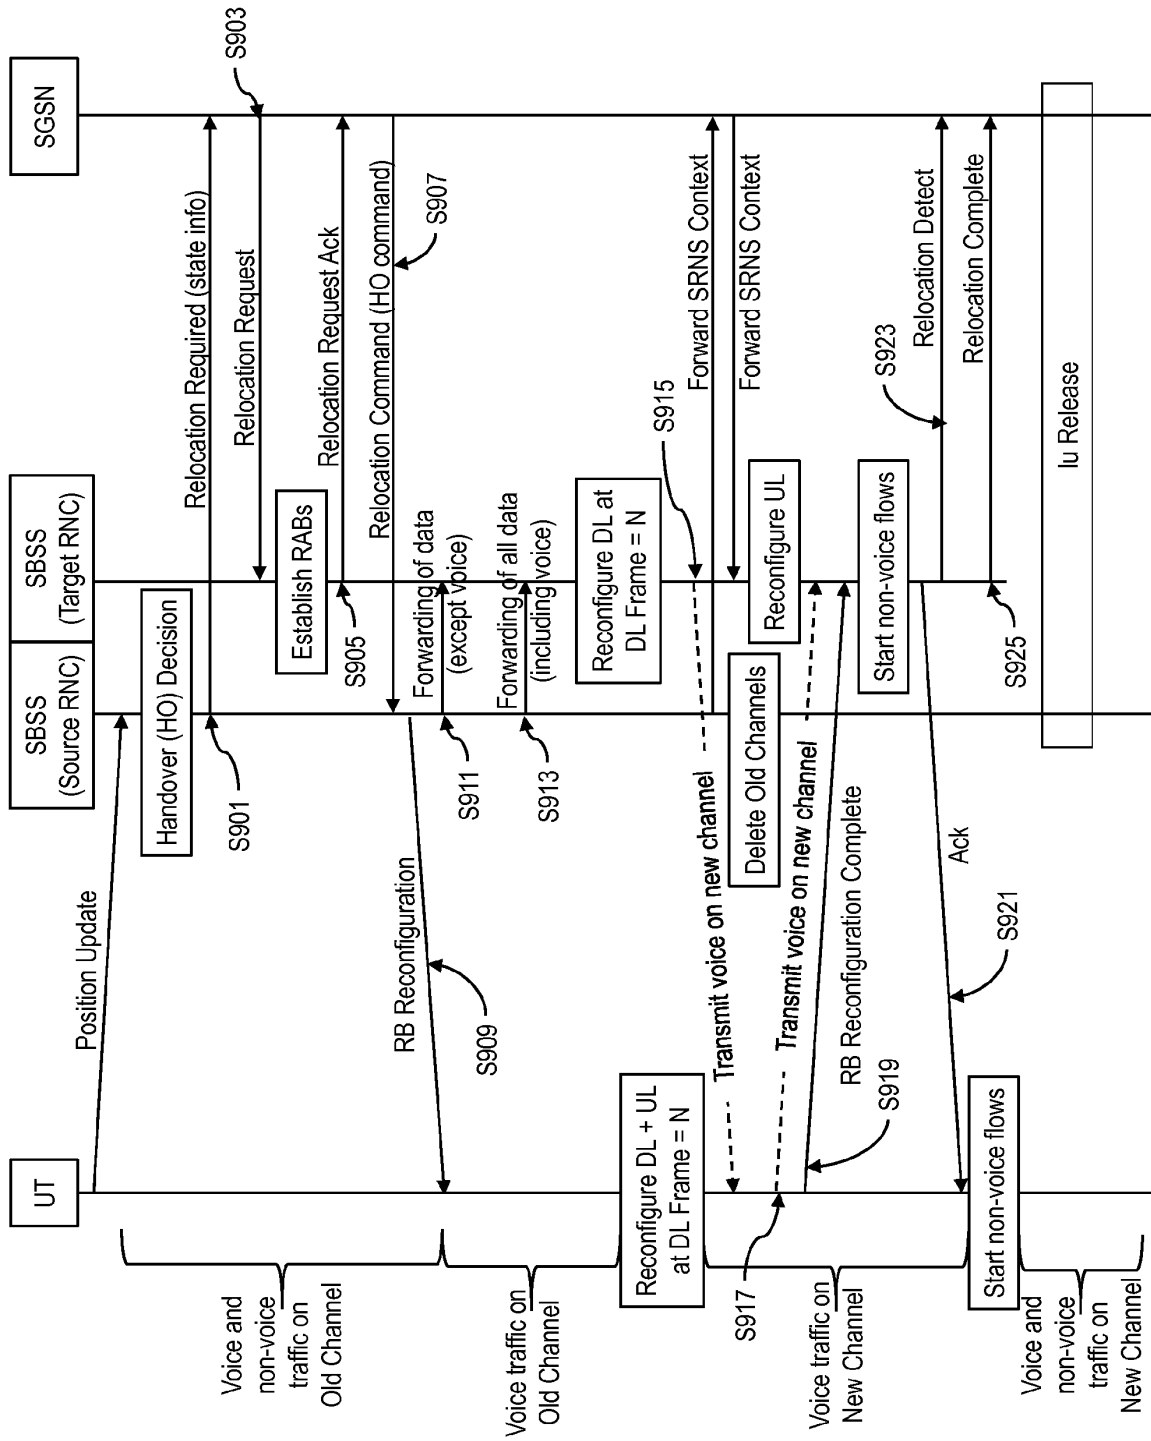 UT
SBSS
(Source RNC)
SBSS
(Target RNC)
SGSN
Position Update
Handover (HO) Decision
S901
Relocation Required (state info)
S903
Relocation Request
Establish RABs
S905
Relocation Request Ack
Relocation Command (HO command)
S907
RB Reconfiguration
S909
Forwarding of data
(except voice)
S911
Forwarding of all data
(including voice)
S913
Reconfigure DL at
DL Frame = N
Reconfigure DL + UL
at DL Frame = N
S915
Transmit voice on new channel
Forward SRNS Context
Forward SRNS Context
Delete Old Channels
Reconfigure UL
S917
Transmit voice on new channel
RB Reconfiguration Complete
S919
Start non-voice flows
Ack
S921
Relocation Detect
S923
Relocation Complete
S925
Start non-voice flows
Iu Release
Voice and
non-voice
traffic on
Old Channel
Voice traffic on
Old Channel
Voice traffic on
New Channel
Voice and
non-voice
traffic on
New Channel